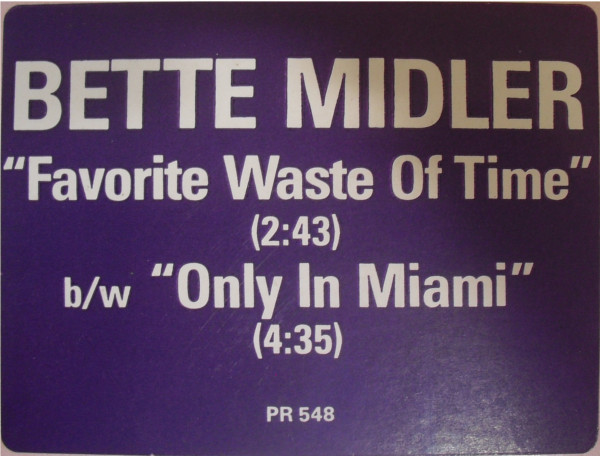 BETTE MIDLER
“Favorite Waste Of Time”
(2:43)
b/w “Only In Miami”
(4:35)
PR 548